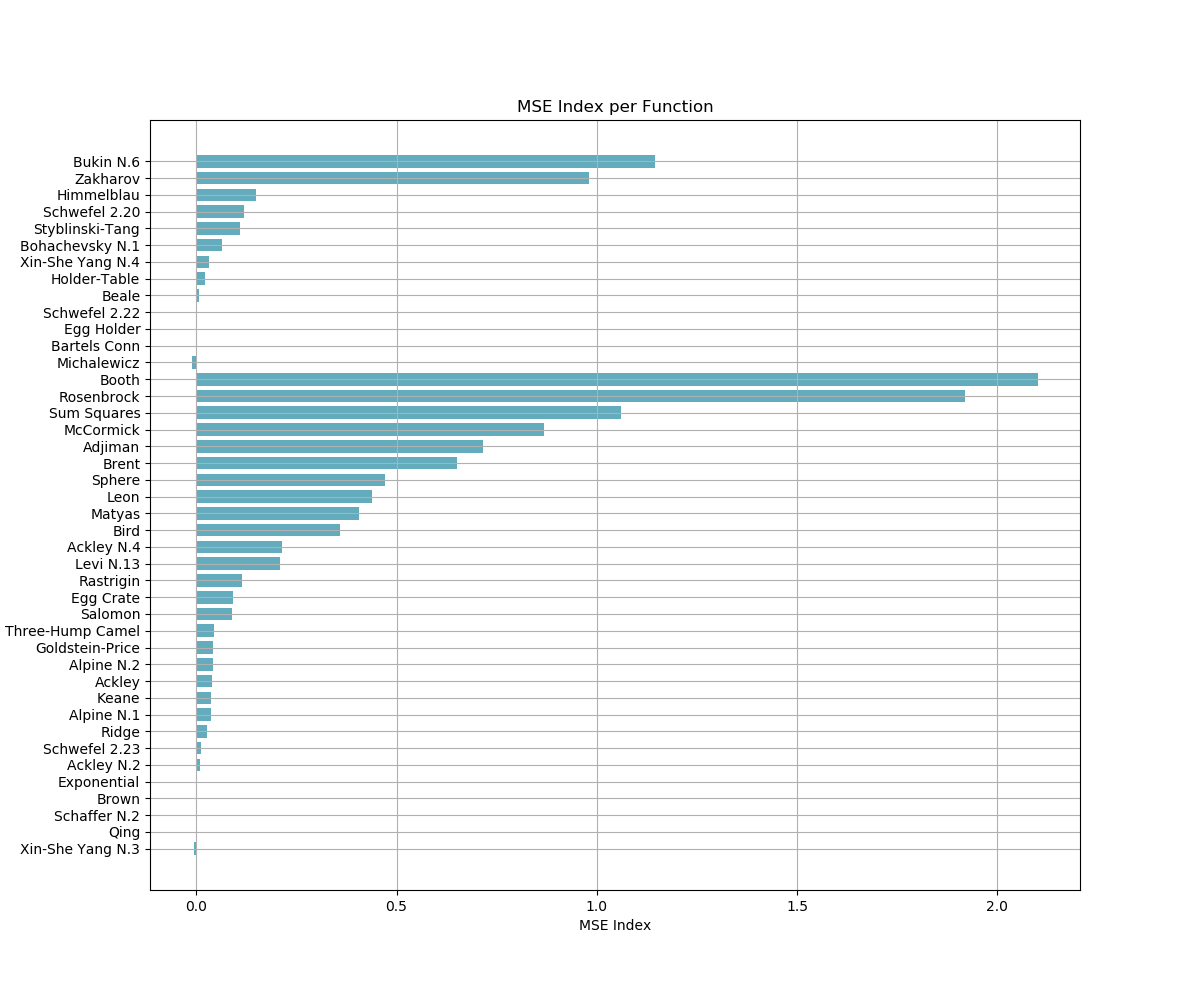 MSE Index per Function
Bukin N.6
Zakharov
Himmelblau
Schwefel 2.20
Styblinski-Tang
Bohachevsky N.1
Xin-She Yang N.4
Holder-Table
Beale
Schwefel 2.22
Egg Holder
Bartels Conn
Michalewicz
Booth
Rosenbrock
Sum Squares
McCormick
Adjiman
Brent
Sphere
Leon
Matyas
Bird
Ackley N.4
Levi N.13
Rastrigin
Egg Crate
Salomon
Three-Hump Camel
Goldstein-Price
Alpine N.2
Ackley
Keane
Alpine N.1
Ridge
Schwefel 2.23
Ackley N.2
Exponential
Brown
Schaffer N.2
Qing
Xin-She Yang N.3
0.0 0.5 1.0 1.5 2.0
MSE Index